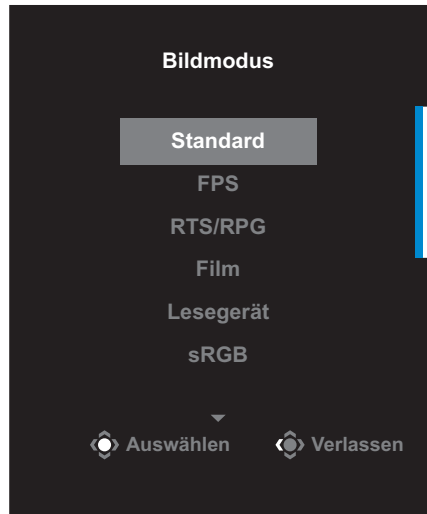 Bildmodus
Standard
FPS
RTS/RPG
Film
Lesegerät
sRGB
Auswählen Verlassen